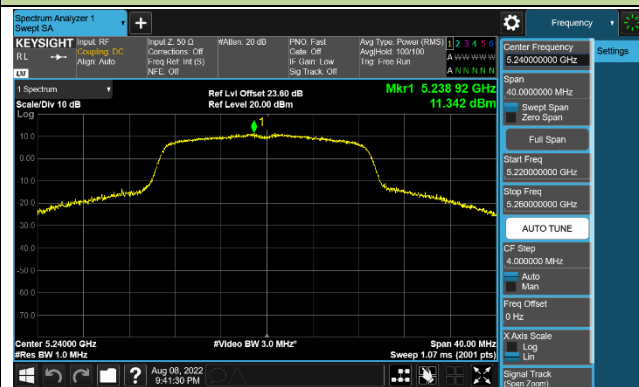 Spectrum Analyzer 1
Swept SA
Frequency
KEYSIGHT
RL
LXI
Input: RF
Coupling: DC
Align: Auto
Input Z: 50 Ω
Corrections: Off
Freq Ref: Int (S)
NFE: Off
#Atten: 20 dB
PNO: Fast
Gate: Off
IF Gain: Low
Sig Track: Off
Avg Type: Power (RMS)
Avg|Hold: 100/100
Trig: Free Run
1 2 3 4 5 6
A W W W W W
A N N N N N
1 Spectrum
Scale/Div 10 dB
Log
Ref Lvl Offset 23.60 dB
Ref Level 20.00 dBm
Mkr1 5.238 92 GHz
11.342 dBm
1
10.0
0.00
-10.0
-20.0
-30.0
-40.0
-50.0
-60.0
-70.0
Center 5.24000 GHz
#Res BW 1.0 MHz
#Video BW 3.0 MHz*
Span 40.00 MHz
Sweep 1.07 ms (2001 pts)
Aug 08, 2022
9:41:30 PM
Center Frequency
5.240000000 GHz
Settings
Span
40.0000000 MHz
Swept Span
Zero Span
Full Span
Start Freq
5.220000000 GHz
Stop Freq
5.260000000 GHz
AUTO TUNE
CF Step
4.000000 MHz
Auto
Man
Freq Offset
0 Hz
X Axis Scale
Log
Lin
Signal Track
(Span Zoom)